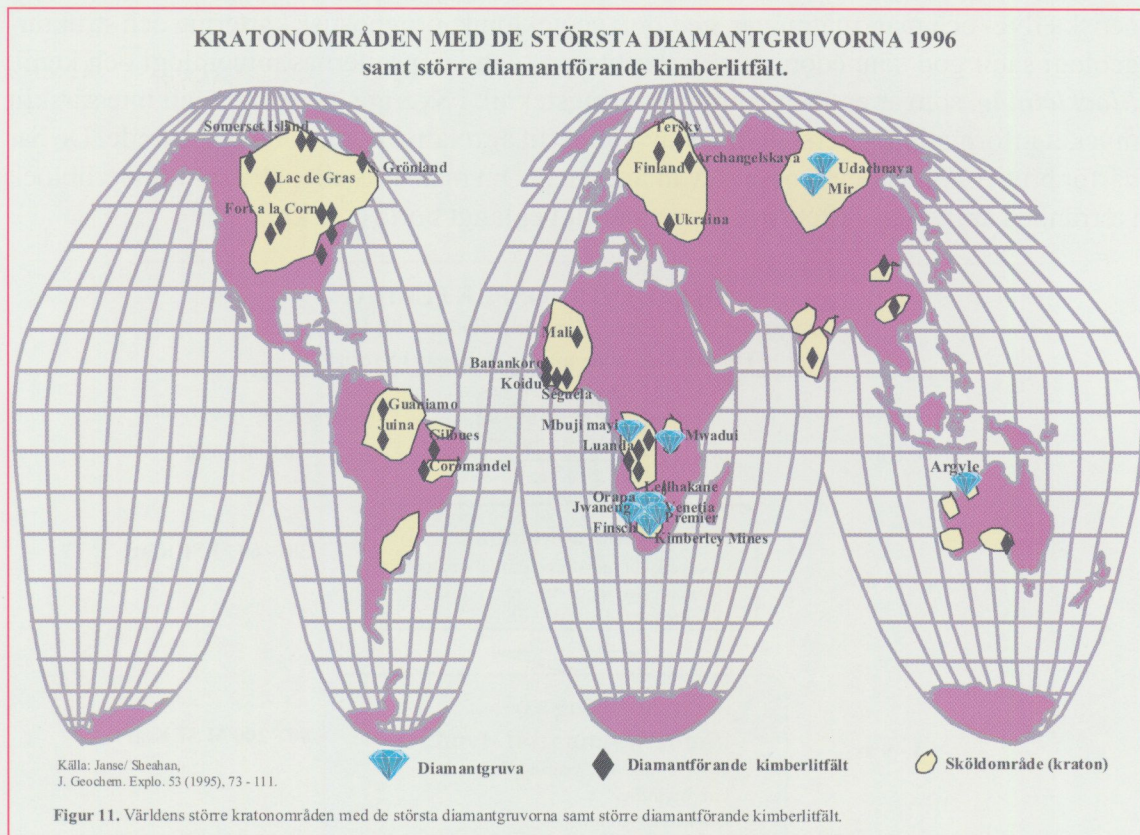 KRATONOMRÅDEN MED DE STÖRSTA DIAMANTGRUVORNA 1996
samt större diamantförande kimberlitfält.
Somerset Island
S. Grönland
Lac de Gras
Fort a la Corn
Tersky
Finland
Archangelskaya
Udachnaya
Mir
Ukraina
Mali
Banankoro
Koidu
Seguela
Guaniamo
Juina
Gilbues
Coromandel
Mbuji mayi
Mwadui
Luanda
Letlhakane
Orapa
Jwaneng
Venetia
Premier
Finsch
Kimberley Mines
Argyle
Källa: Janse/ Sheahan,
J. Geochem. Explo. 53 (1995), 73 - 111.
Diamantgruva
Diamantförande kimberlitfält
Sköldområde (kraton)
Figur 11. Världens större kratonområden med de största diamantgruvorna samt större diamantförande kimberlitfält.